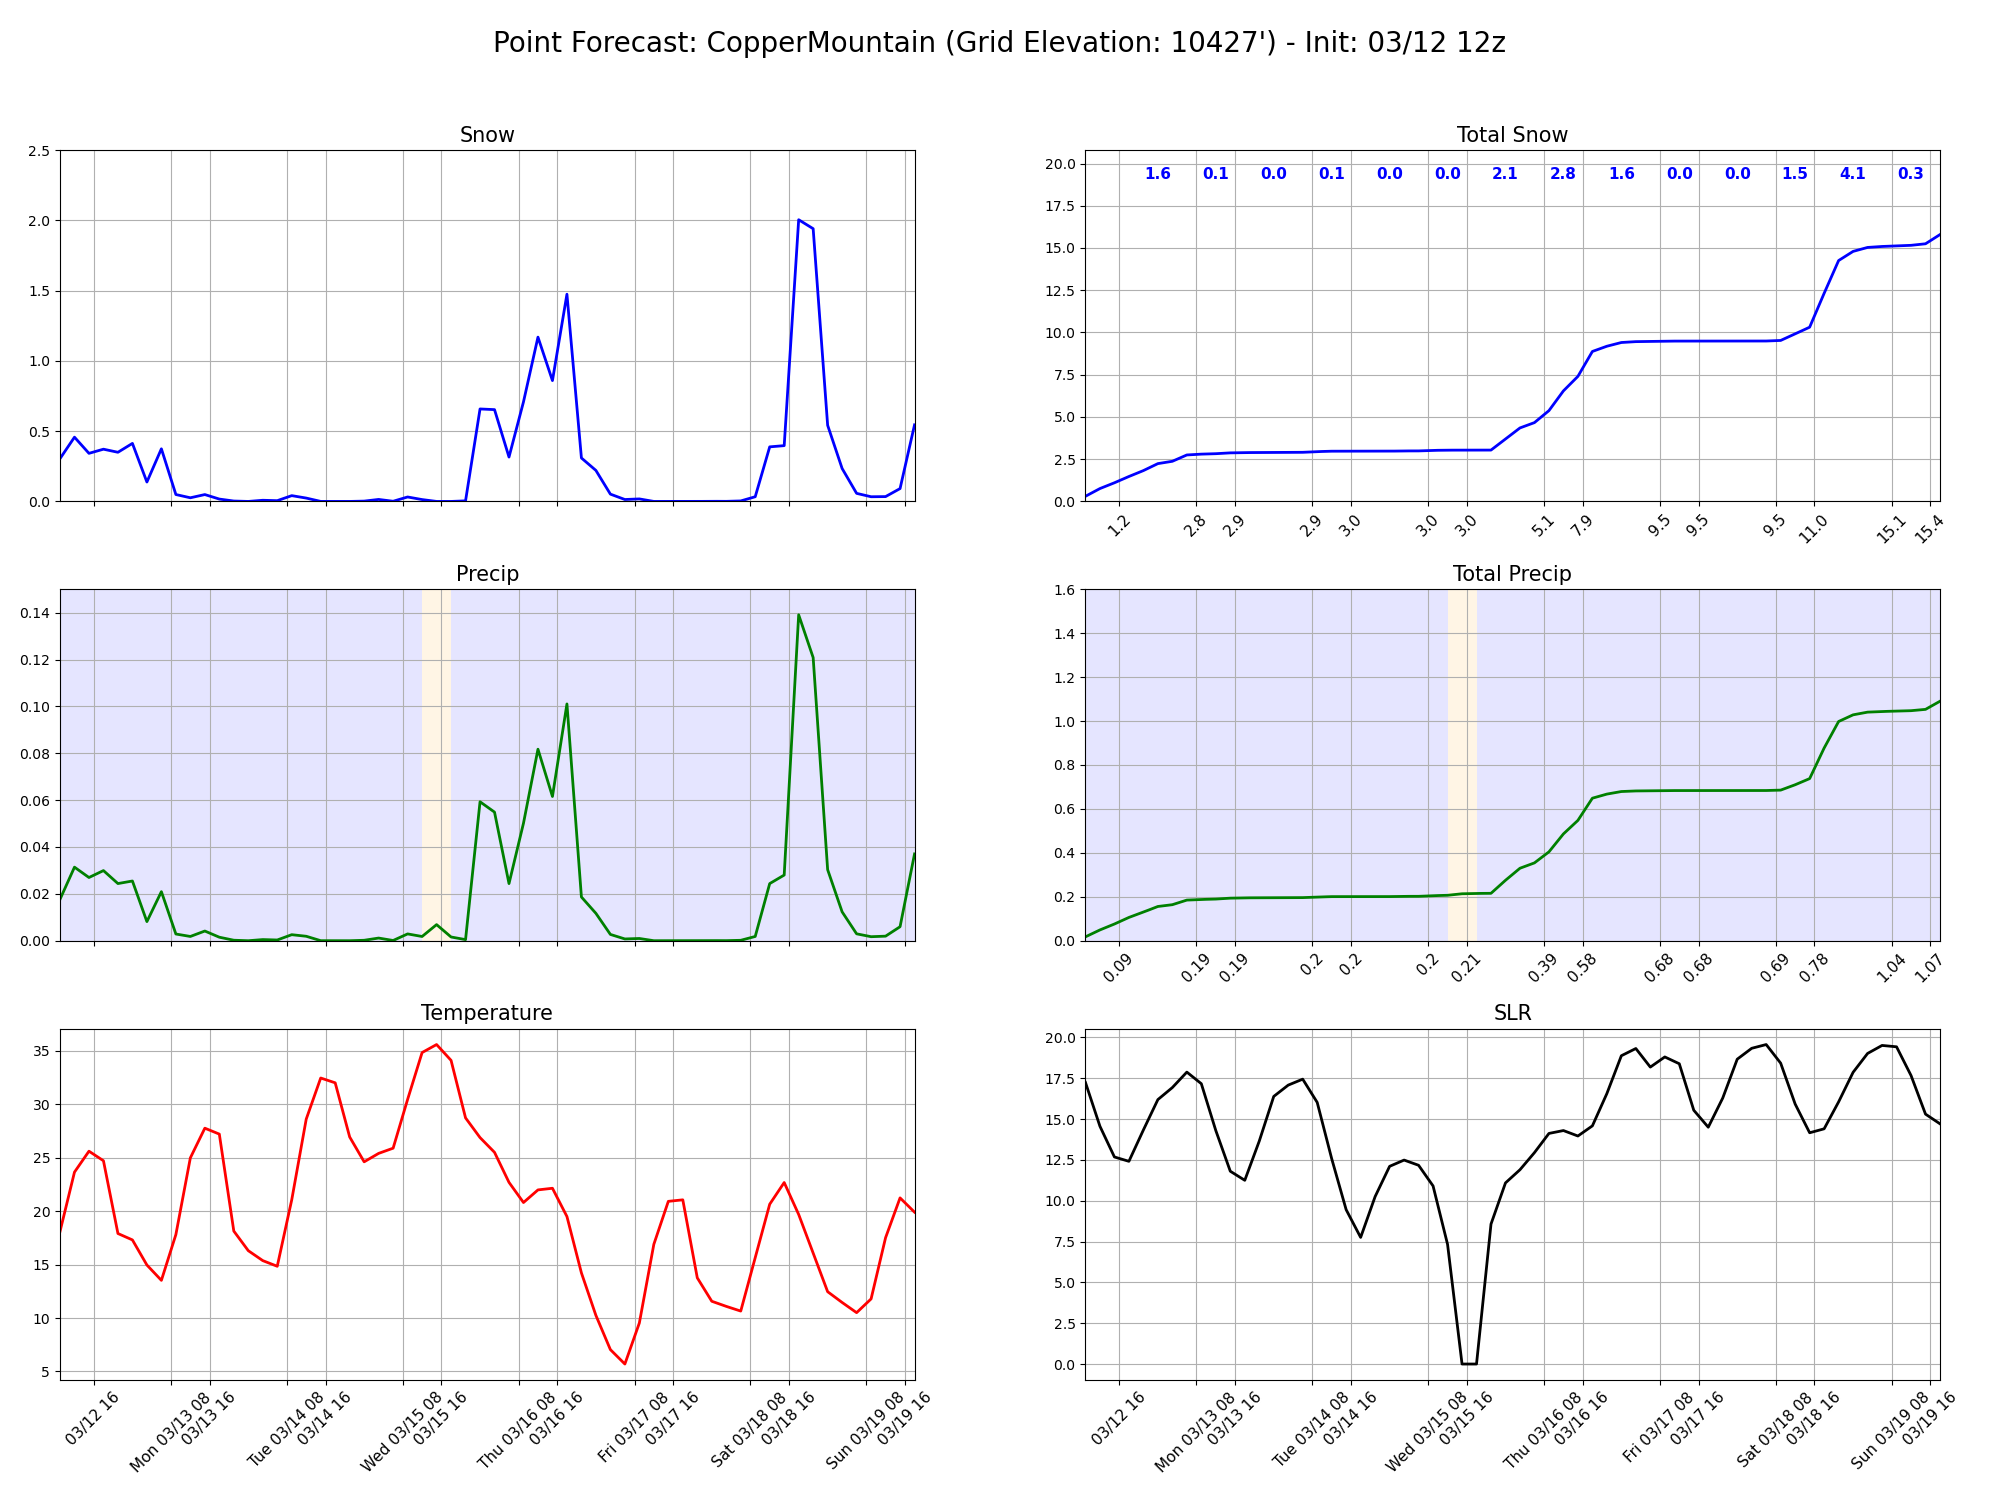 Point Forecast: CopperMountain (Grid Elevation: 10427') - Init: 03/12 12z
Snow
2.5
2.0
1.5
1.0
0.5
0.0
Total Snow
20.0
17.5
15.0
12.5
10.0
7.5
5.0
2.5
0.0
1.6 0.1 0.0 0.1 0.0 0.0 2.1 2.8 1.6 0.0 0.0 1.5 4.1 0.3
1.2 2.8 2.9 2.9 3.0 3.0 3.0 5.1 7.9 9.5 9.5 9.5 11.0 15.1 15.4
Precip
0.14
0.12
0.10
0.08
0.06
0.04
0.02
0.00
Total Precip
1.6
1.4
1.2
1.0
0.8
0.6
0.4
0.2
0.0
0.09 0.19 0.19 0.2 0.2 0.2 0.21 0.39 0.58 0.68 0.68 0.69 0.78 1.04 1.07
Temperature
35
30
25
20
15
10
5
03/12 16
Mon 03/13 08
03/13 16
Tue 03/14 08
03/14 16
Wed 03/15 08
03/15 16
Thu 03/16 08
03/16 16
Fri 03/17 08
03/17 16
Sat 03/18 08
03/18 16
Sun 03/19 08
03/19 16
SLR
20.0
17.5
15.0
12.5
10.0
7.5
5.0
2.5
0.0
03/12 16
Mon 03/13 08
03/13 16
Tue 03/14 08
03/14 16
Wed 03/15 08
03/15 16
Thu 03/16 08
03/16 16
Fri 03/17 08
03/17 16
Sat 03/18 08
03/18 16
Sun 03/19 08
03/19 16